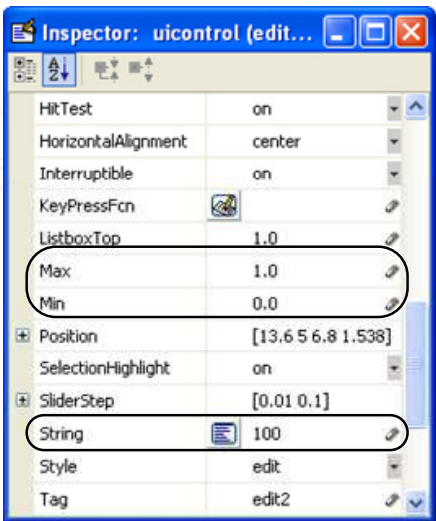 Inspector: uicontrol (edit...
HitTest on
HorizontalAlignment center
Interruptible on
KeyPressFcn
ListboxTop 1.0
Max 1.0
Min 0.0
Position [13.6 5 6.8 1.538]
SelectionHighlight on
SliderStep [0.01 0.1]
String 100
Style edit
Tag edit2